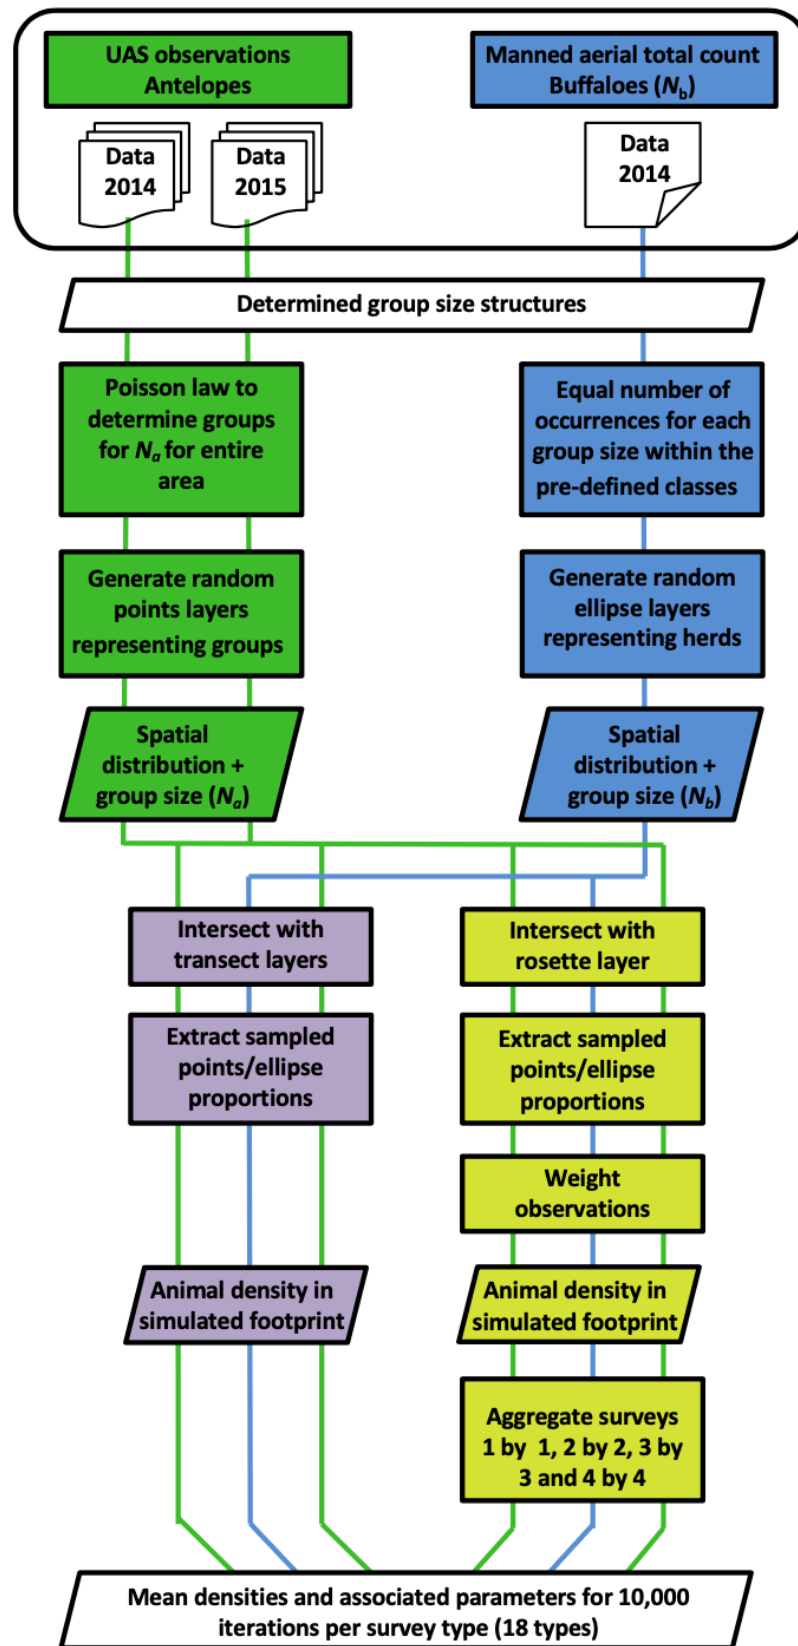 UAS observations
Antelopes
Manned aerial total count
Buffaloes (Nb)
Data
2014
Data
2015
Data
2014
Determined group size structures
Poisson law to
determine groups
for Na for entire
area
Equal number of
occurrences for each
group size within the
pre-defined classes
Generate random
points layers
representing groups
Generate random
ellipse layers
representing herds
Spatial
distribution +
group size (Na)
Spatial
distribution +
group size (Nb)
Intersect with
transect layers
Intersect with
rosette layer
Extract sampled
points/ellipse
proportions
Extract sampled
points/ellipse
proportions
Weight
observations
Animal density in
simulated footprint
Animal density in
simulated footprint
Aggregate surveys
1 by 1, 2 by 2, 3 by
3 and 4 by 4
Mean densities and associated parameters for 10,000
iterations per survey type (18 types)